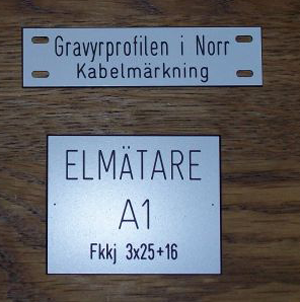 Gravyrprofilen i Norr
Kabelmärkning
ELMÄTARE
A1
Fkkj 3x25+16